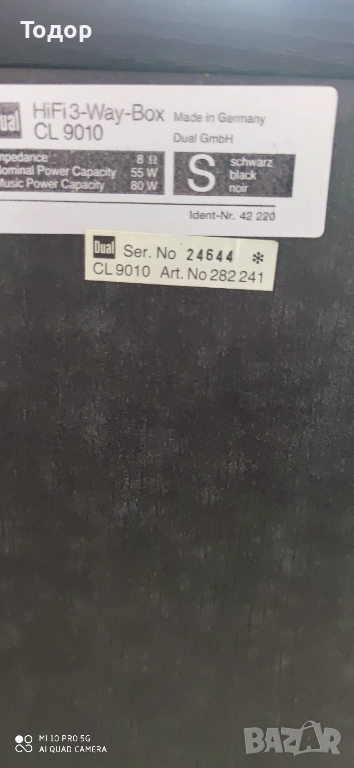 Тодор
Dual HiFi 3-Way-Box Made in Germany
CL 9010 Dual GmbH
mpedance 8 Ω
Nominal Power Capacity 55 W
Music Power Capacity 80 W
S schwarz
black
noir
Ident-Nr. 42 220
Dual Ser. No 24644 *
CL 9010 Art. No 282 241
MI 10 PRO 5G
AI QUAD CAMERA
BAZAR